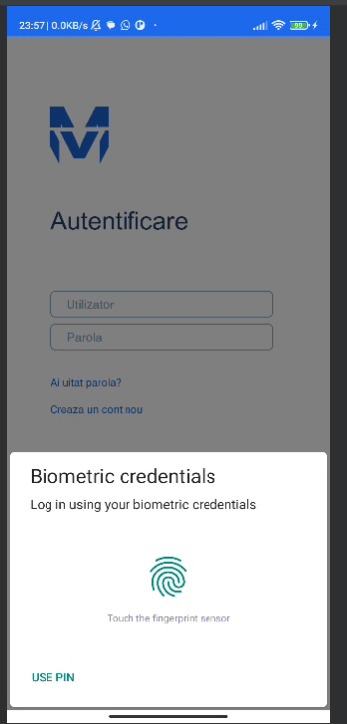 23:57 | 0.0KB/s
99
Autentificare
Utilizator
Parola
Ai uitat parola?
Creaza un cont nou
Biometric credentials
Log in using your biometric credentials
Touch the fingerprint sensor
USE PIN